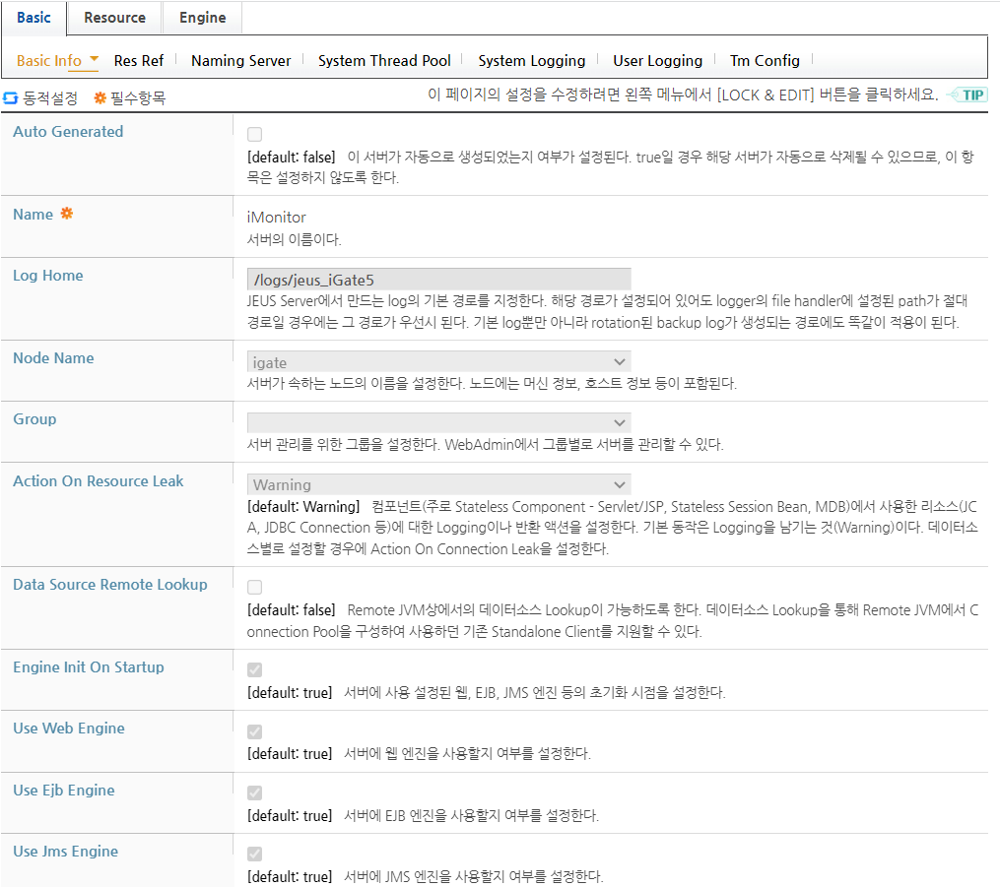 Basic Resource Engine
Basic Info Res Ref Naming Server System Thread Pool System Logging User Logging Tm Config
동적설정 필수항목 이 페이지의 설정을 수정하려면 왼쪽 메뉴에서 [LOCK & EDIT] 버튼을 클릭하세요. TIP
Auto Generated
[default: false] 이 서버가 자동으로 생성되었는지 여부가 설정된다. true일 경우 해당 서버가 자동으로 삭제될 수 있으므로, 이 항
목은 설정하지 않도록 한다.
Name iMonitor
서버의 이름이다.
Log Home /logs/jeus_iGate5
JEUS Server에서 만드는 log의 기본 경로를 지정한다. 해당 경로가 설정되어 있어도 logger의 file handler에 설정된 path가 절대
경로일 경우에는 그 경로가 우선시 된다. 기본 log뿐만 아니라 rotation된 backup log가 생성되는 경로에도 똑같이 적용이 된다.
Node Name igate
서버가 속하는 노드의 이름을 설정한다. 노드에는 머신 정보, 호스트 정보 등이 포함된다.
Group
서버 관리를 위한 그룹을 설정한다. WebAdmin에서 그룹별로 서버를 관리할 수 있다.
Action On Resource Leak Warning
[default: Warning] 컴포넌트(주로 Stateless Component - Servlet/JSP, Stateless Session Bean, MDB)에서 사용한 리소스(JC
A, JDBC Connection 등)에 대한 Logging이나 반환 액션을 설정한다. 기본 동작은 Logging을 남기는 것(Warning)이다. 데이터소
스별로 설정할 경우에 Action On Connection Leak을 설정한다.
Data Source Remote Lookup
[default: false] Remote JVM상에서의 데이터소스 Lookup이 가능하도록 한다. 데이터소스 Lookup을 통해 Remote JVM에서 C
onnection Pool을 구성하여 사용하던 기존 Standalone Client를 지원할 수 있다.
Engine Init On Startup
[default: true] 서버에 사용 설정된 웹, EJB, JMS 엔진 등의 초기화 시점을 설정한다.
Use Web Engine
[default: true] 서버에 웹 엔진을 사용할지 여부를 설정한다.
Use Ejb Engine
[default: true] 서버에 EJB 엔진을 사용할지 여부를 설정한다.
Use Jms Engine
[default: true] 서버에 JMS 엔진을 사용할지 여부를 설정한다.